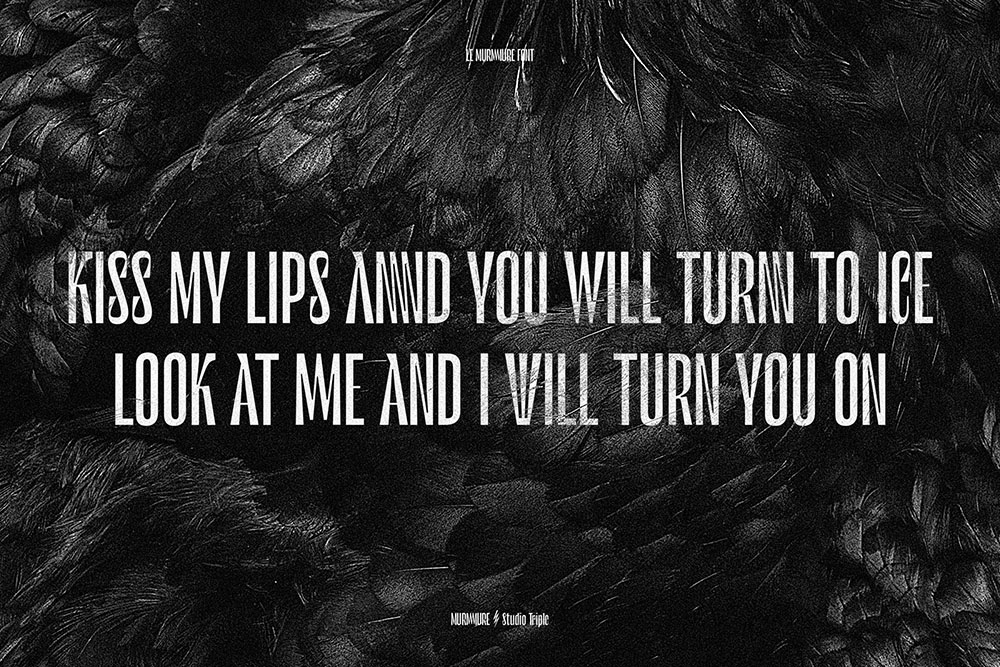 LE MURMURE FONT
KISS MY LIPS AND YOU WILL TURN TO ICE
LOOK AT ME AND I WILL TURN YOU ON
MURMURE Studio Triple